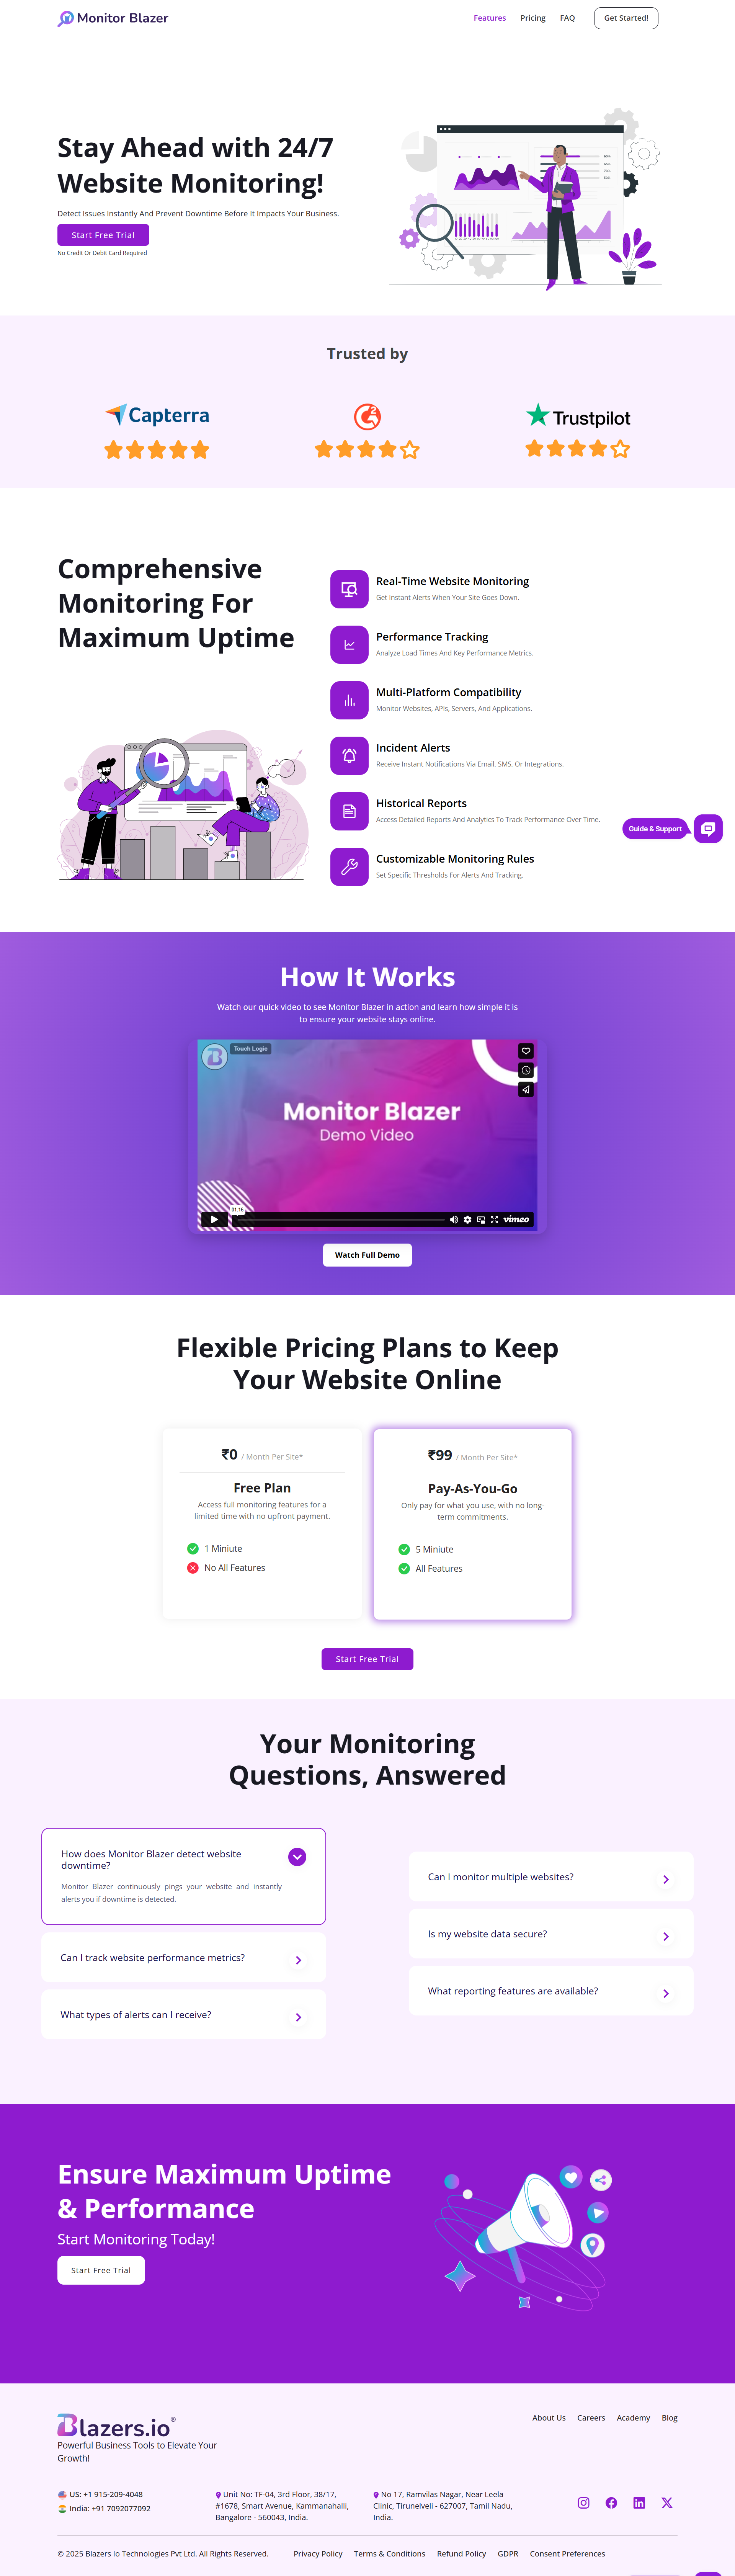 Monitor Blazer
Features Pricing FAQ Get Started!
Stay Ahead with 24/7
Website Monitoring!
Detect Issues Instantly And Prevent Downtime Before It Impacts Your Business.
Start Free Trial
No Credit Or Debit Card Required
Trusted by
Capterra
G2
Trustpilot
Comprehensive
Monitoring For
Maximum Uptime
Real-Time Website Monitoring
Get Instant Alerts When Your Site Goes Down.
Performance Tracking
Analyze Load Times And Key Performance Metrics.
Multi-Platform Compatibility
Monitor Websites, APIs, Servers, And Applications.
Incident Alerts
Receive Instant Notifications Via Email, SMS, Or Integrations.
Historical Reports
Access Detailed Reports And Analytics To Track Performance Over Time.
Customizable Monitoring Rules
Set Specific Thresholds For Alerts And Tracking.
Guide & Support
How It Works
Watch our quick video to see Monitor Blazer in action and learn how simple it is
to ensure your website stays online.
Touch Logic
Monitor Blazer
Demo Video
01:16
vimeo
Watch Full Demo
Flexible Pricing Plans to Keep
Your Website Online
₹0 / Month Per Site*
Free Plan
Access full monitoring features for a
limited time with no upfront payment.
1 Miniute
No All Features
₹99 / Month Per Site*
Pay-As-You-Go
Only pay for what you use, with no long-
term commitments.
5 Miniute
All Features
Start Free Trial
Your Monitoring
Questions, Answered
How does Monitor Blazer detect website
downtime?
Monitor Blazer continuously pings your website and instantly
alerts you if downtime is detected.
Can I track website performance metrics?
What types of alerts can I receive?
Can I monitor multiple websites?
Is my website data secure?
What reporting features are available?
Ensure Maximum Uptime
& Performance
Start Monitoring Today!
Start Free Trial
Blazers.io®
Powerful Business Tools to Elevate Your
Growth!
About Us Careers Academy Blog
US: +1 915-209-4048
India: +91 7092077092
Unit No: TF-04, 3rd Floor, 38/17,
#1678, Smart Avenue, Kammanahalli,
Bangalore - 560043, India.
No 17, Ramvilas Nagar, Near Leela
Clinic, Tirunelveli - 627007, Tamil Nadu,
India.
© 2025 Blazers Io Technologies Pvt Ltd. All Rights Reserved.
Privacy Policy Terms & Conditions Refund Policy GDPR Consent Preferences